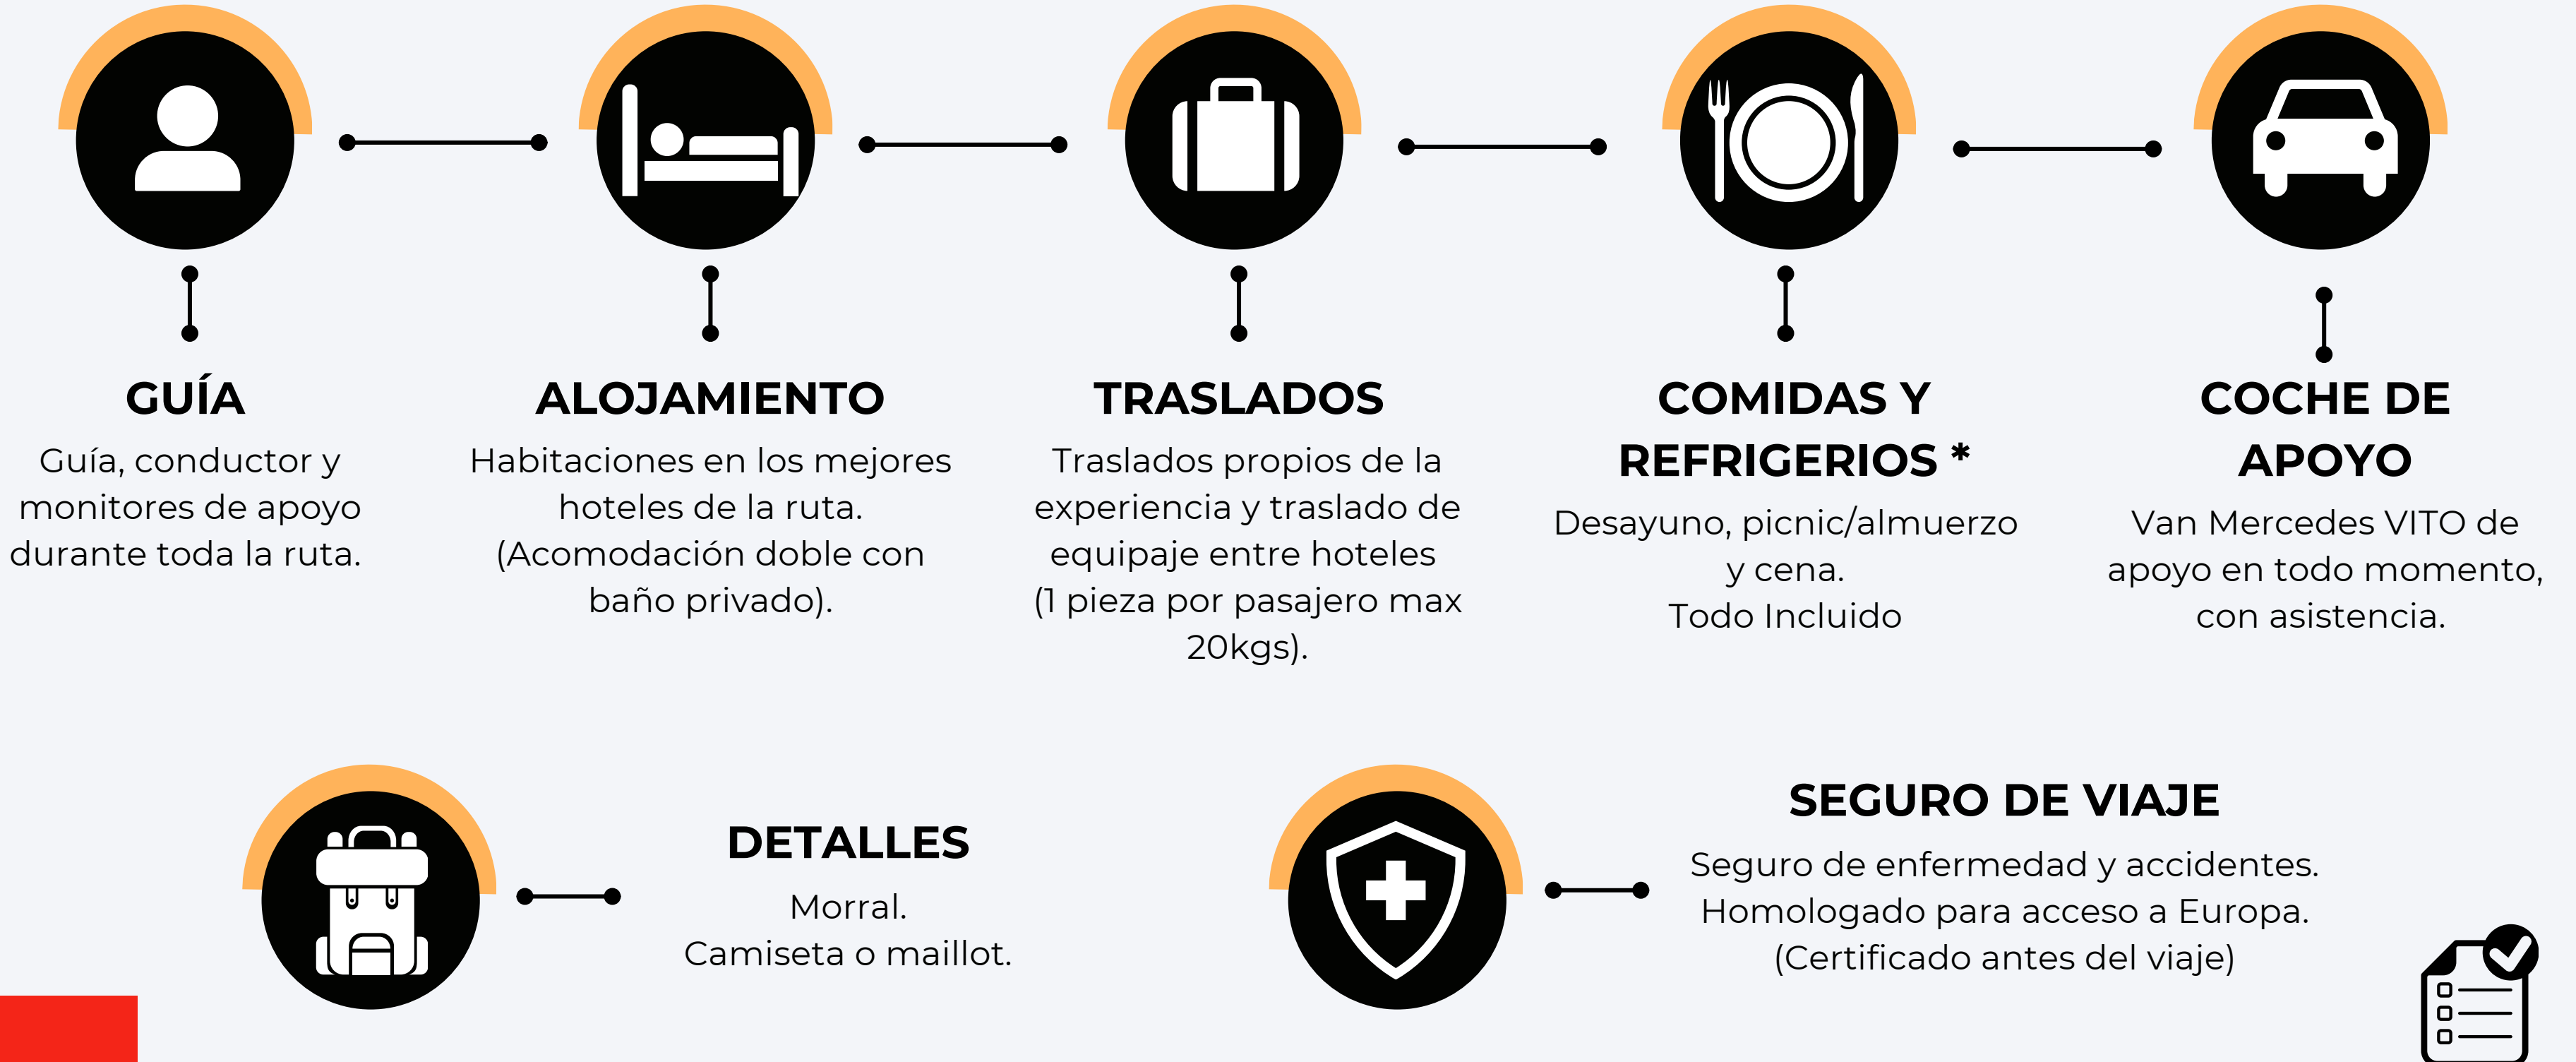 GUÍA
Guía, conductor y
monitores de apoyo
durante toda la ruta.
ALOJAMIENTO
Habitaciones en los mejores
hoteles de la ruta.
(Acomodación doble con
baño privado).
TRASLADOS
Traslados propios de la
experiencia y traslado de
equipaje entre hoteles
(1 pieza por pasajero max
20kgs).
COMIDAS Y
REFRIGERIOS *
Desayuno, picnic/almuerzo
y cena.
Todo Incluido
COCHE DE
APOYO
Van Mercedes VITO de
apoyo en todo momento,
con asistencia.
DETALLES
Morral.
Camiseta o maillot.
SEGURO DE VIAJE
Seguro de enfermedad y accidentes.
Homologado para acceso a Europa.
(Certificado antes del viaje)